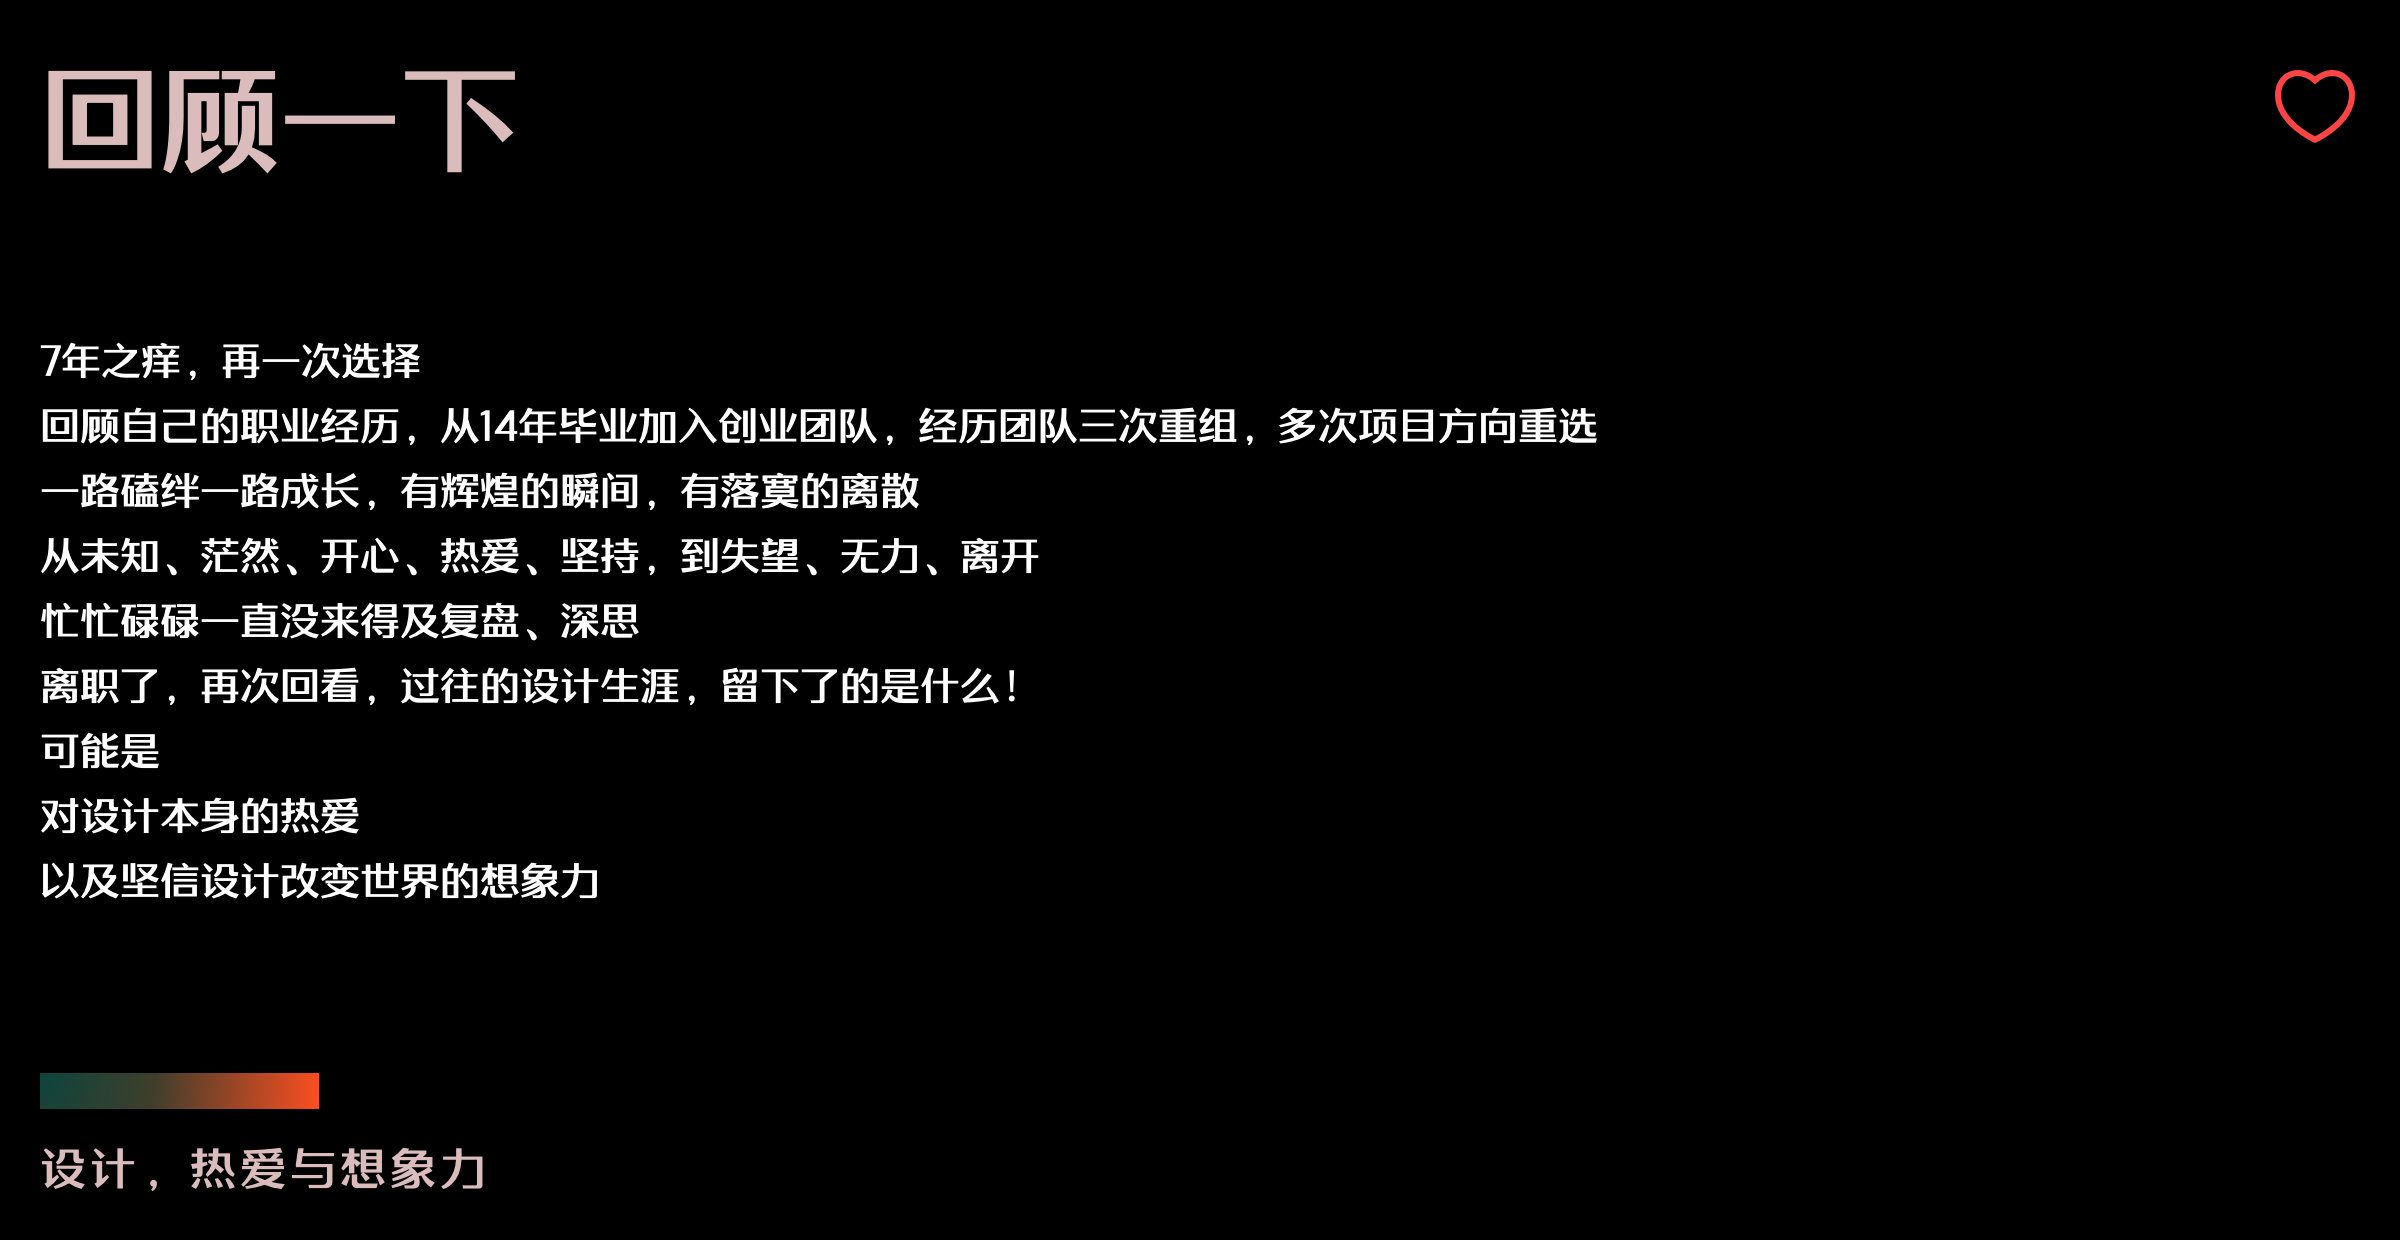 回顾一下
7年之痒，再一次选择
回顾自己的职业经历，从14年毕业加入创业团队，经历团队三次重组，多次项目方向重选
一路磕绊一路成长，有辉煌的瞬间，有落寞的离散
从未知、茫然、开心、热爱、坚持，到失望、无力、离开
忙忙碌碌一直没来得及复盘、深思
离职了，再次回看，过往的设计生涯，留下了的是什么！
可能是
对设计本身的热爱
以及坚信设计改变世界的想象力
设计，热爱与想象力